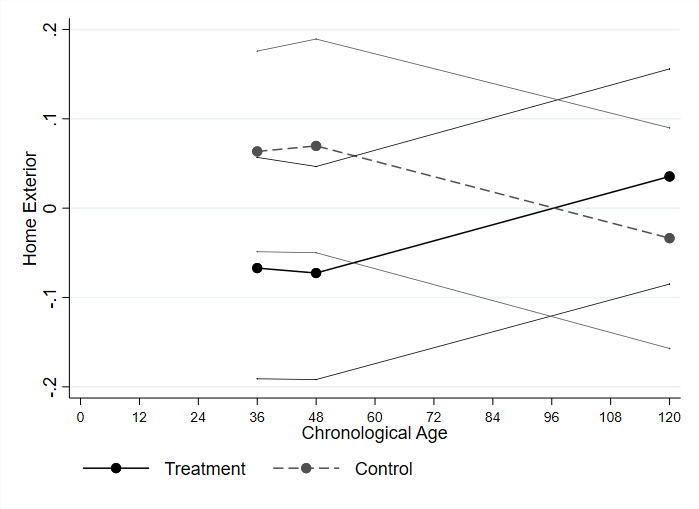 .2
.1
0
-.1
-.2
Home Exterior
0 12 24 36 48 60 72 84 96 108 120
Chronological Age
Treatment Control